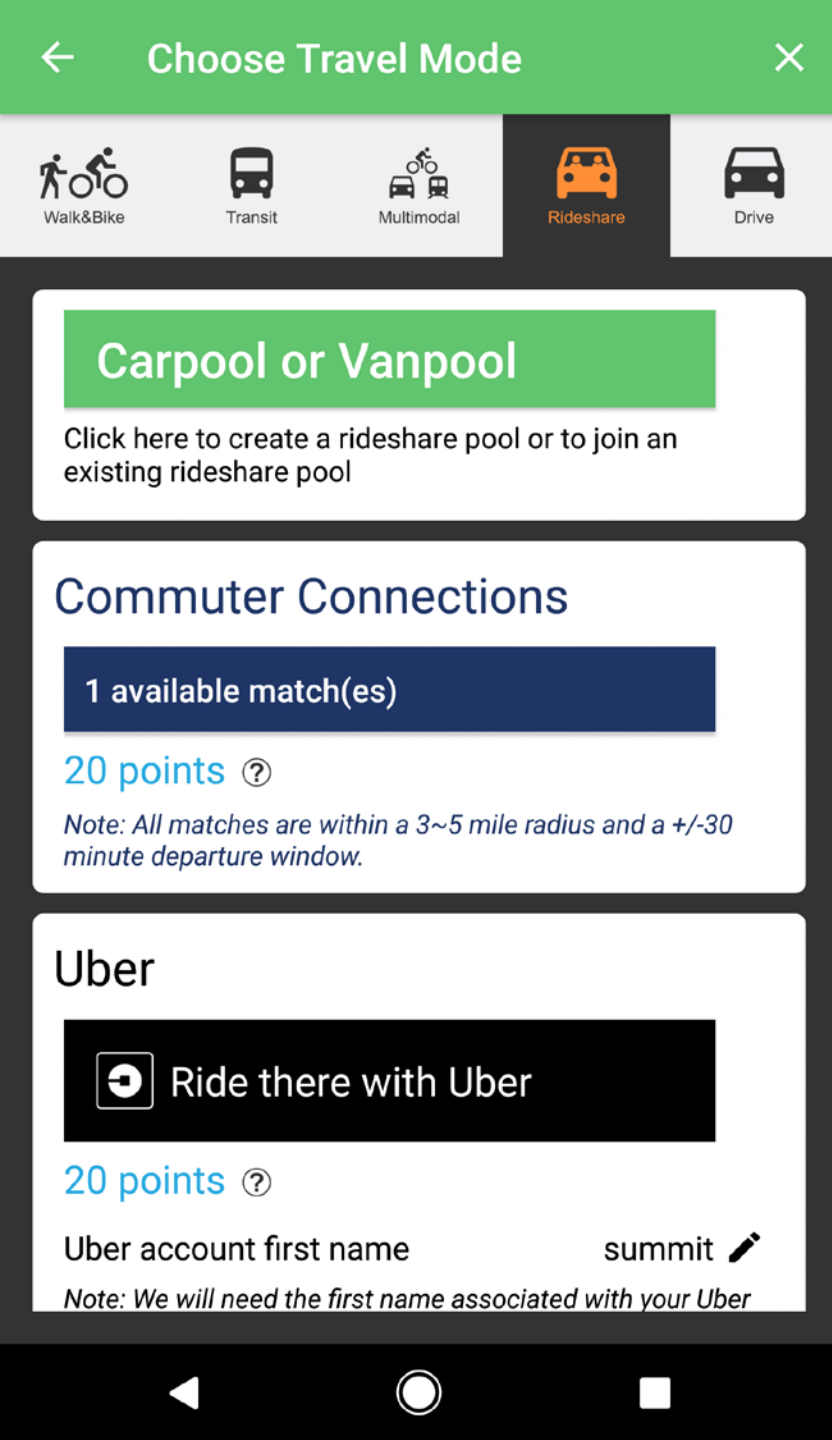 Choose Travel Mode
Walk&Bike
Transit
Multimodal
Rideshare
Drive
Carpool or Vanpool
Click here to create a rideshare pool or to join an
existing rideshare pool
Commuter Connections
1 available match(es)
20 points ?
Note: All matches are within a 3~5 mile radius and a +/-30
minute departure window.
Uber
Ride there with Uber
20 points ?
Uber account first name summit
Note: We will need the first name associated with your Uber